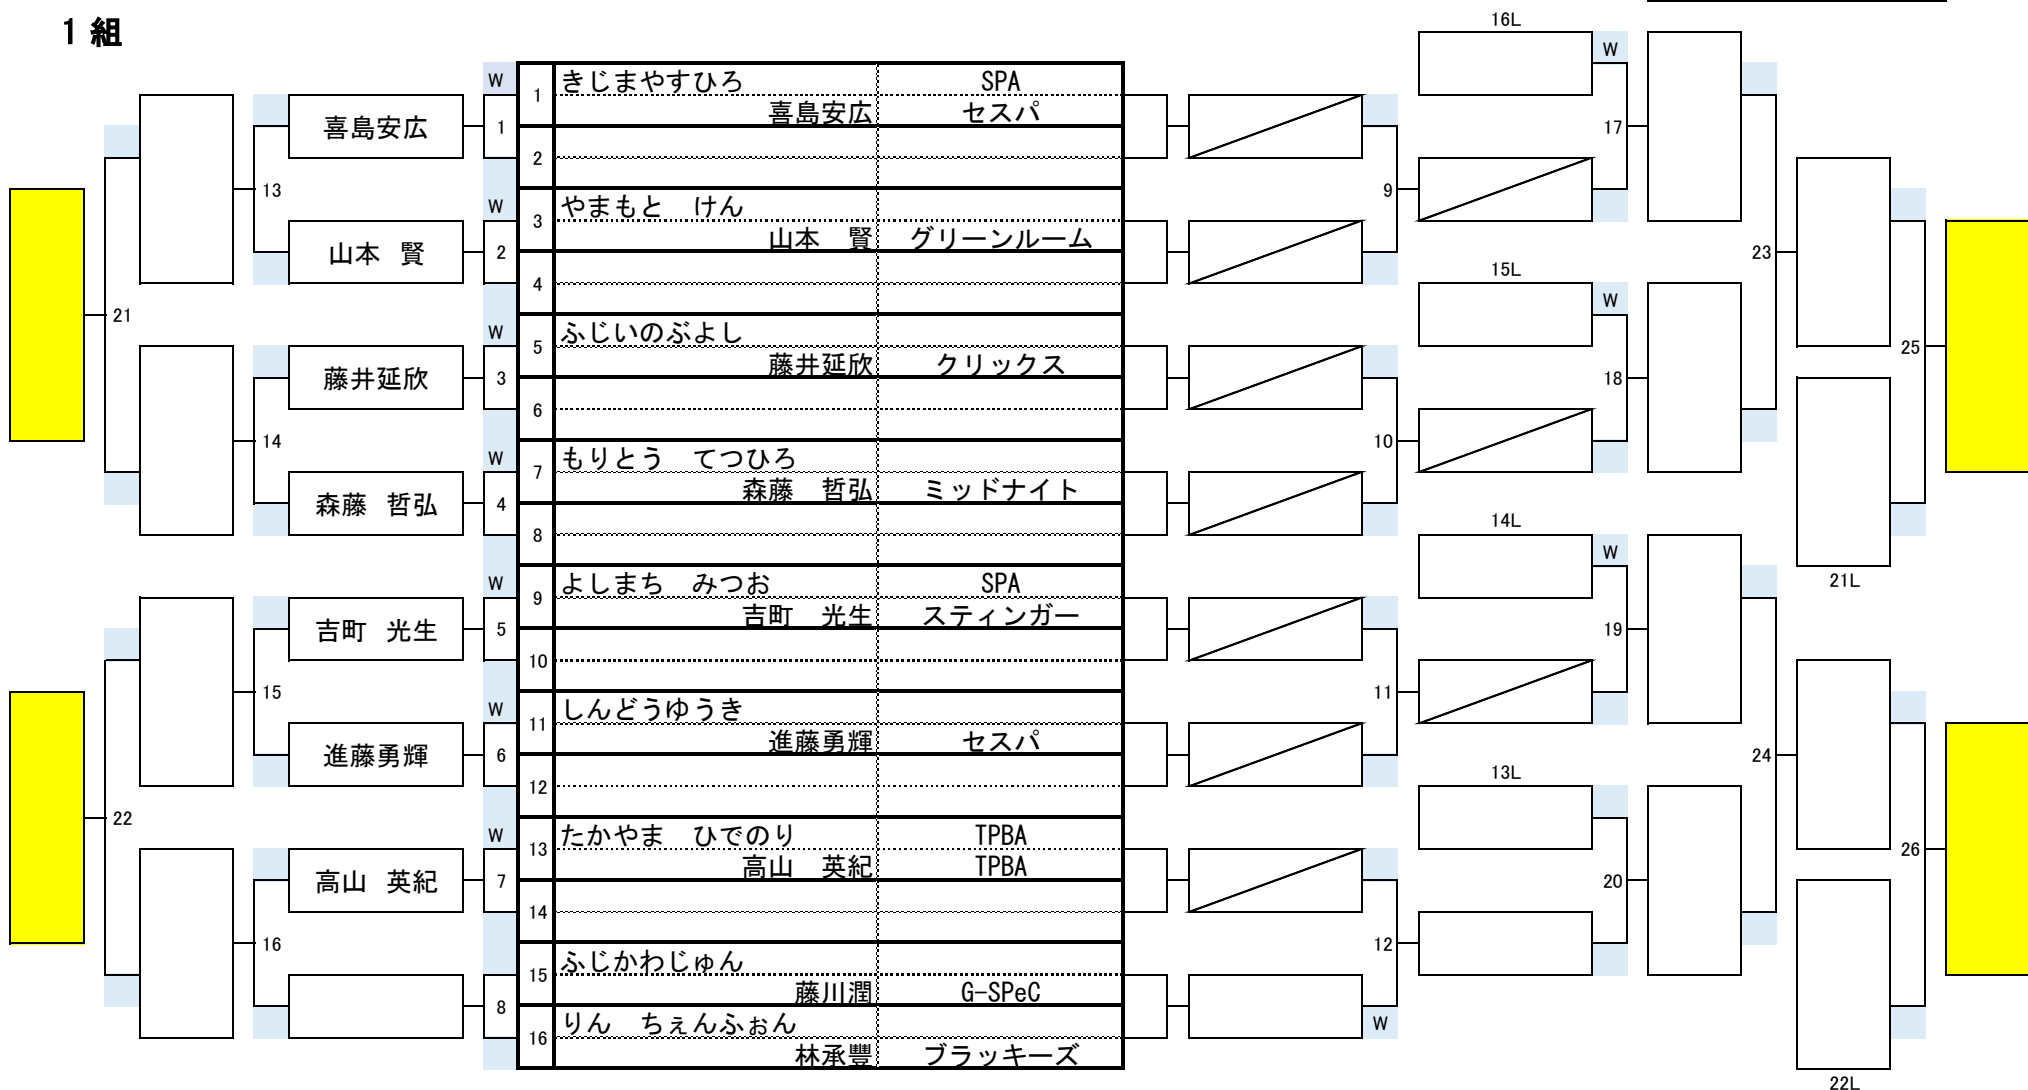 1 組
16L
W
W
1
きじまやすひろ
SPA
喜島安広
1
喜島安広
セスパ
17
2
13
9
W
3
やまもと　けん
山本　賢
2
山本　賢
グリーンルーム
23
4
15L
W
21
W
5
ふじいのぶよし
25
藤井延欣
3
藤井延欣
クリックス
18
6
14
10
W
7
もりとう　てつひろ
森藤　哲弘
4
森藤　哲弘
ミッドナイト
14L
8
W
W
9
よしまち　みつお
SPA
21L
吉町　光生
5
吉町　光生
スティンガー
19
10
15
11
W
11
しんどうゆうき
進藤勇輝
6
進藤勇輝
セスパ
24
13L
12
22
W
13
たかやま　ひでのり
TPBA
26
高山　英紀
7
高山　英紀
TPBA
20
14
16
12
15
ふじかわじゅん
8
藤川潤
G-SPeC
16
りん　ちぇんふぉん
W
林承豐
ブラッキーズ
22L